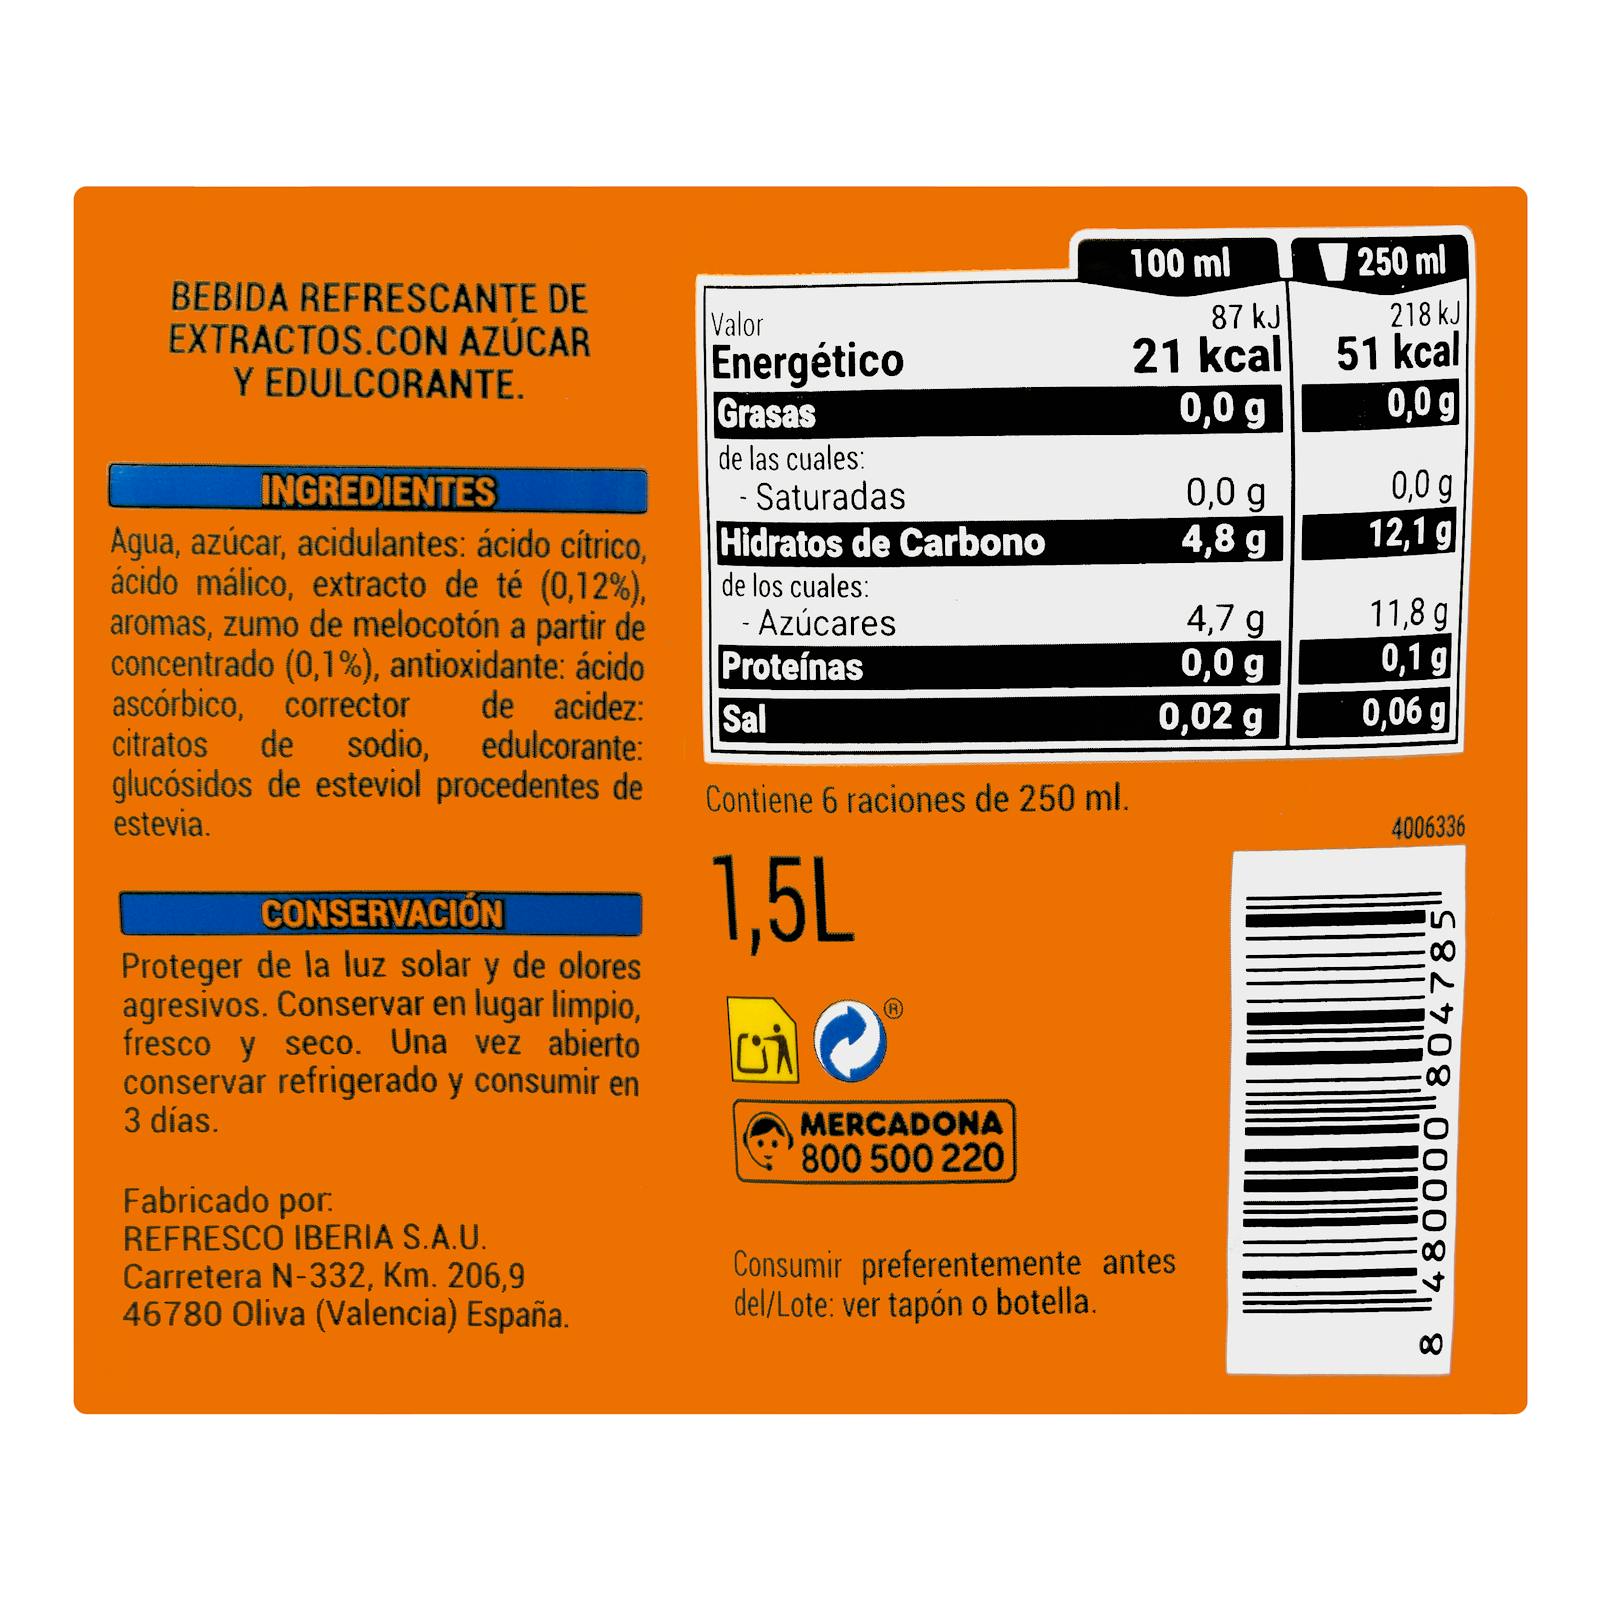 BEBIDA REFRESCANTE DE
EXTRACTOS.CON AZÚCAR
Y EDULCORANTE.
INGREDIENTES
Agua, azúcar, acidulantes: ácido cítrico,
ácido málico, extracto de té (0,12%),
aromas, zumo de melocotón a partir de
concentrado (0,1%), antioxidante: ácido
ascórbico, corrector de acidez:
citratos de sodio, edulcorante:
glucósidos de esteviol procedentes de
estevia.
CONSERVACIÓN
Proteger de la luz solar y de olores
agresivos. Conservar en lugar limpio,
fresco y seco. Una vez abierto
conservar refrigerado y consumir en
3 días.
Fabricado por:
REFRESCO IBERIA S.A.U.
Carretera N-332, Km. 206,9
46780 Oliva (Valencia) España.
100 ml 250 ml
Valor 87 kJ 218 kJ
Energético 21 kcal 51 kcal
Grasas 0,0 g 0,0 g
de las cuales:
- Saturadas 0,0 g 0,0 g
Hidratos de Carbono 4,8 g 12,1 g
de los cuales:
- Azúcares 4,7 g 11,8 g
Proteínas 0,0 g 0,1 g
Sal 0,02 g 0,06 g
Contiene 6 raciones de 250 ml.
4006336
1,5L
®
MERCADONA
800 500 220
Consumir preferentemente antes
del/Lote: ver tapón o botella.
8 480000 804785